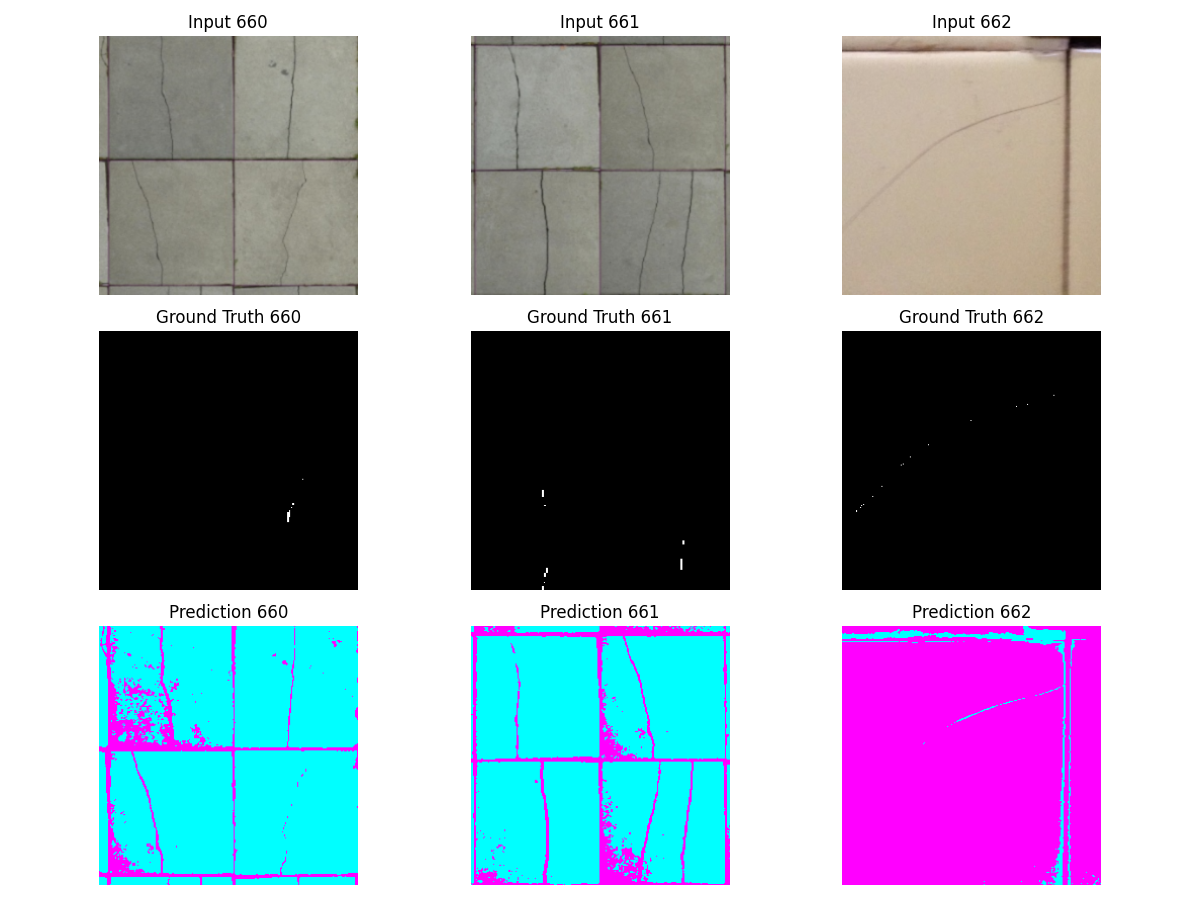 Input 660
Input 661
Input 662
Ground Truth 660
Ground Truth 661
Ground Truth 662
Prediction 660
Prediction 661
Prediction 662